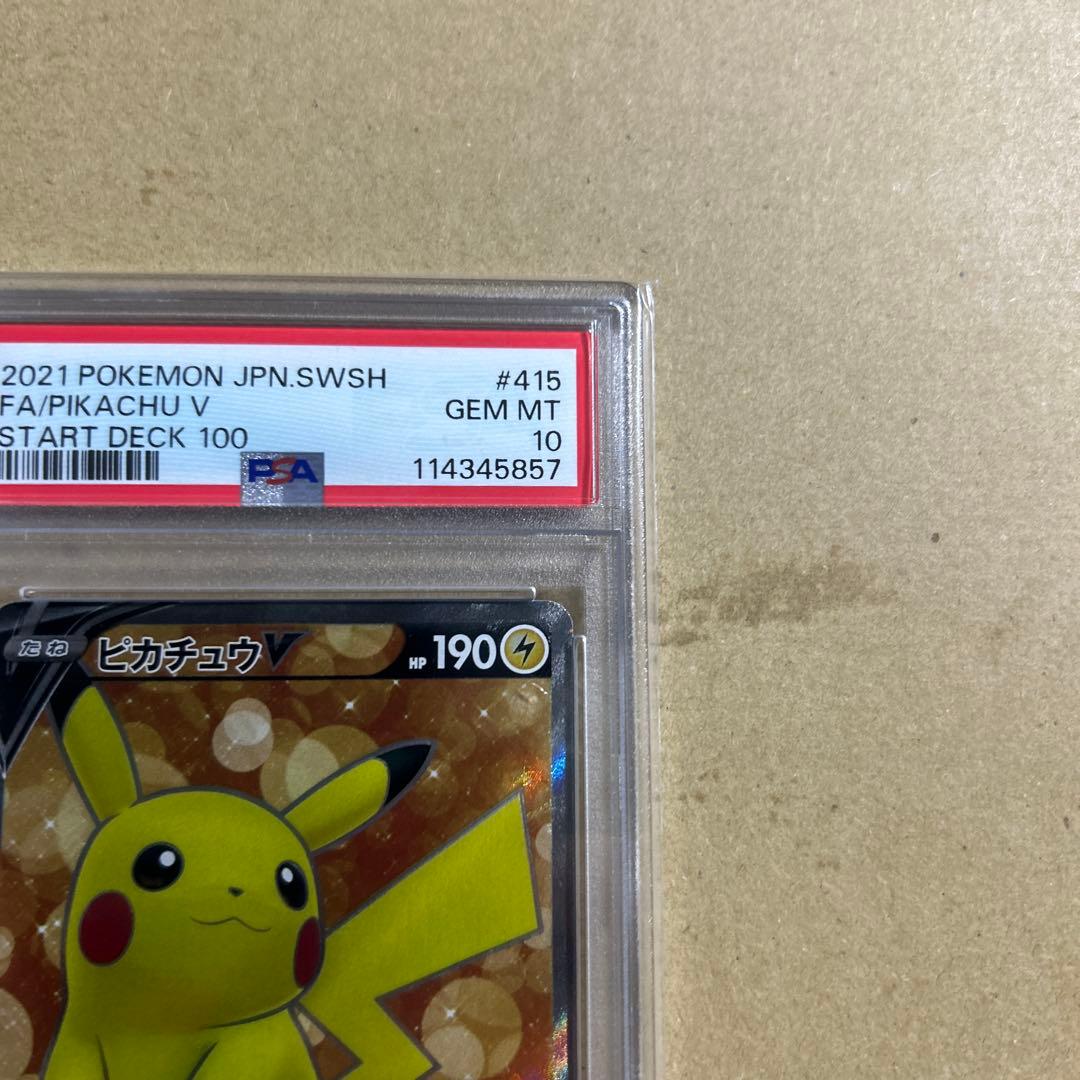 2021 POKEMON JPN.SWSH #415
FA/PIKACHU V GEM MT
START DECK 100 10
PSA 114345857
たね ピカチュウV HP 190